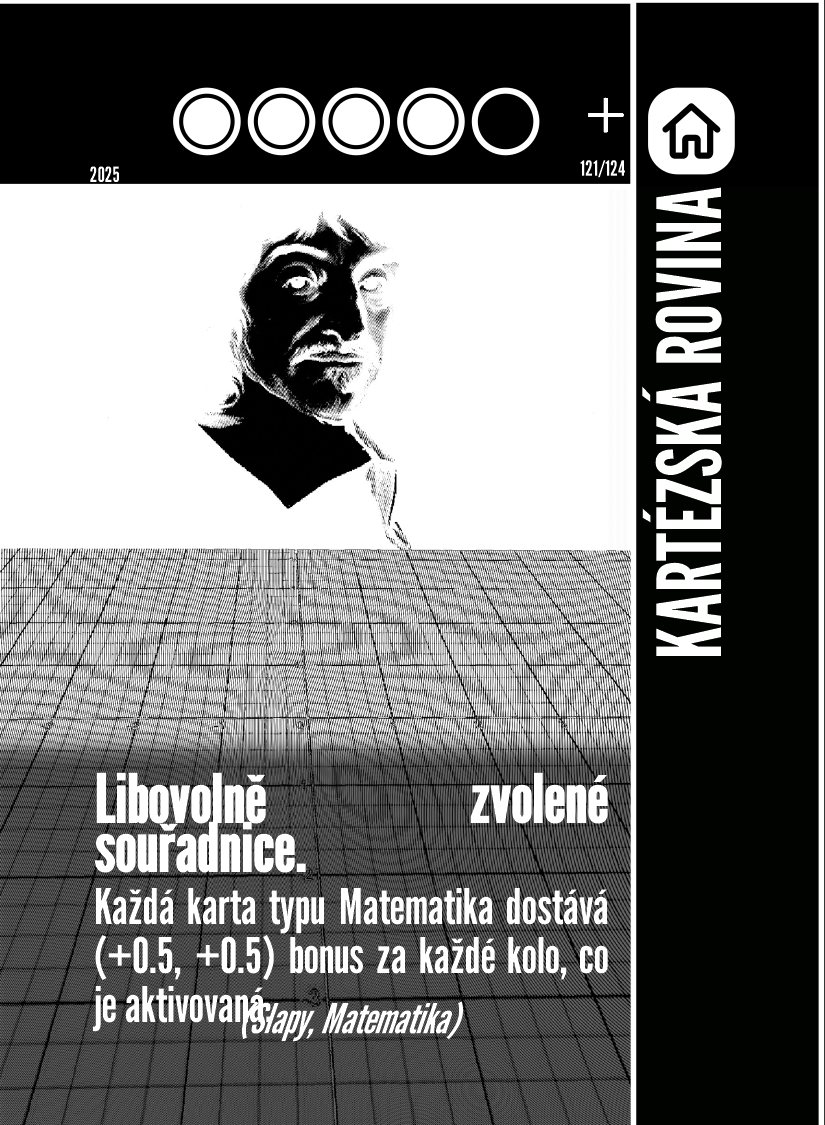 2025
121/124
KARTÉZSKÁ ROVINA
Libovolně zvolené
souřadnice.
Každá karta typu Matematika dostává
(+0.5, +0.5) bonus za každé kolo, co
je aktivovaná.
(Slapy, Matematika)